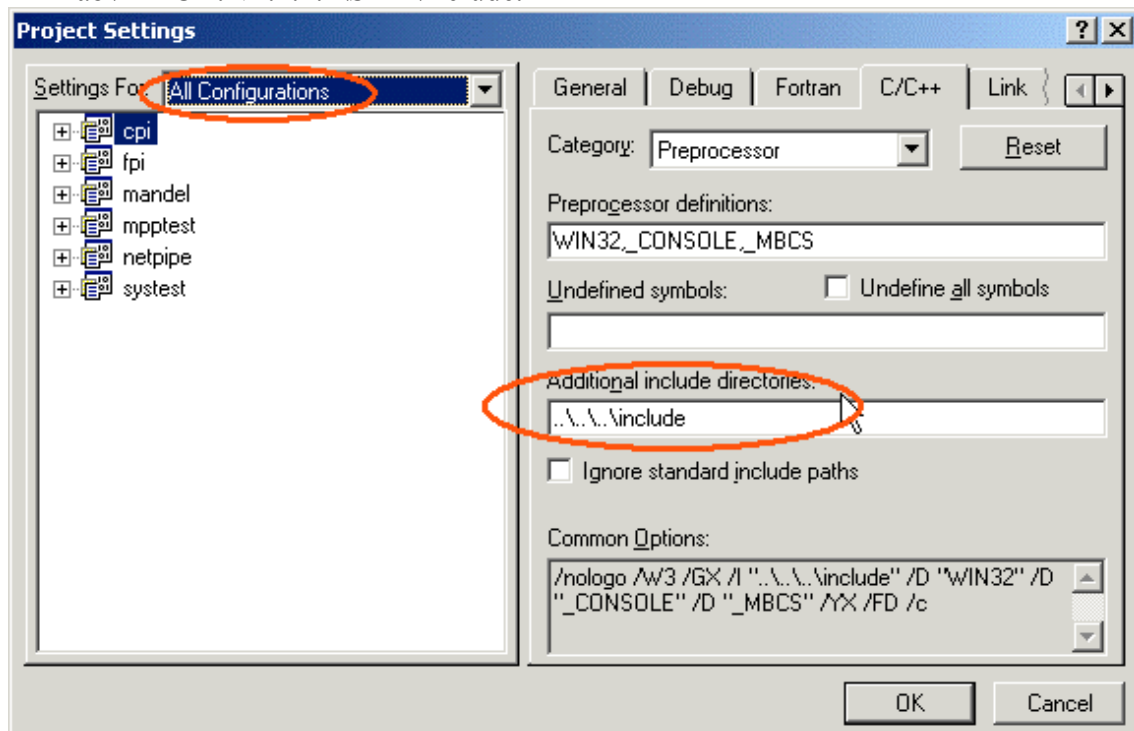 Project Settings
Settings For:
All Configurations
cpi
fpi
mandel
mpptest
netpipe
systest
General
Debug
Fortran
C/C++
Link
Category:
Preprocessor
Reset
Preprocessor definitions:
WIN32,_CONSOLE,_MBCS
Undefined symbols:
Undefine all symbols
Additional include directories:
..\..\..\include
Ignore standard include paths
Common Options:
/nologo /W3 /GX /I "..\..\..\include" /D "WIN32" /D
"_CONSOLE" /D "_MBCS" /YX /FD /c
OK
Cancel